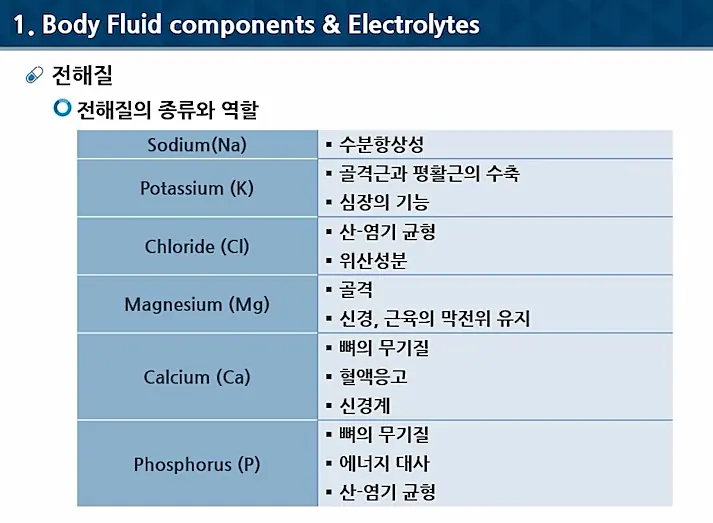 1. Body Fluid components & Electrolytes
전해질
전해질의 종류와 역할
Sodium(Na)
▪ 수분항상성
Potassium (K)
▪ 골격근과 평활근의 수축
▪ 심장의 기능
Chloride (Cl)
▪ 산-염기 균형
▪ 위산성분
Magnesium (Mg)
▪ 골격
▪ 신경, 근육의 막전위 유지
Calcium (Ca)
▪ 뼈의 무기질
▪ 혈액응고
▪ 신경계
Phosphorus (P)
▪ 뼈의 무기질
▪ 에너지 대사
▪ 산-염기 균형